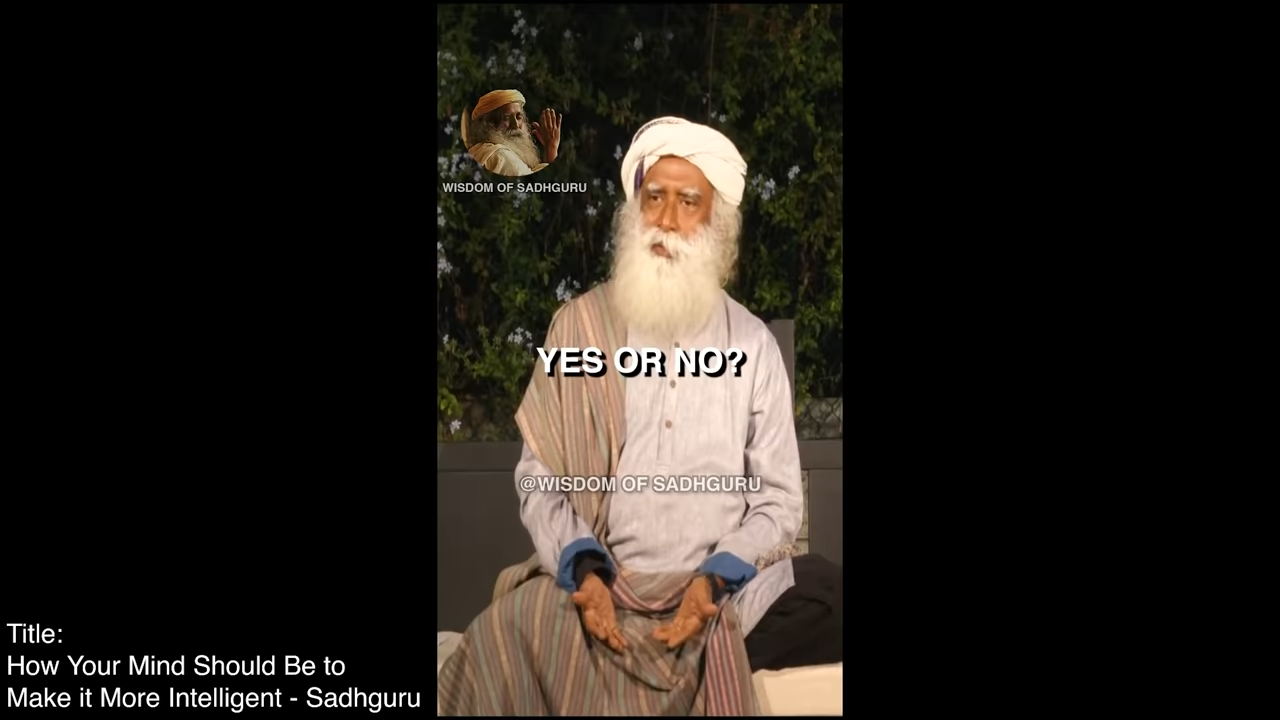 WISDOM OF SADHGURU
YES OR NO?
@WISDOM OF SADHGURU
Title:
How Your Mind Should Be to
Make it More Intelligent - Sadhguru